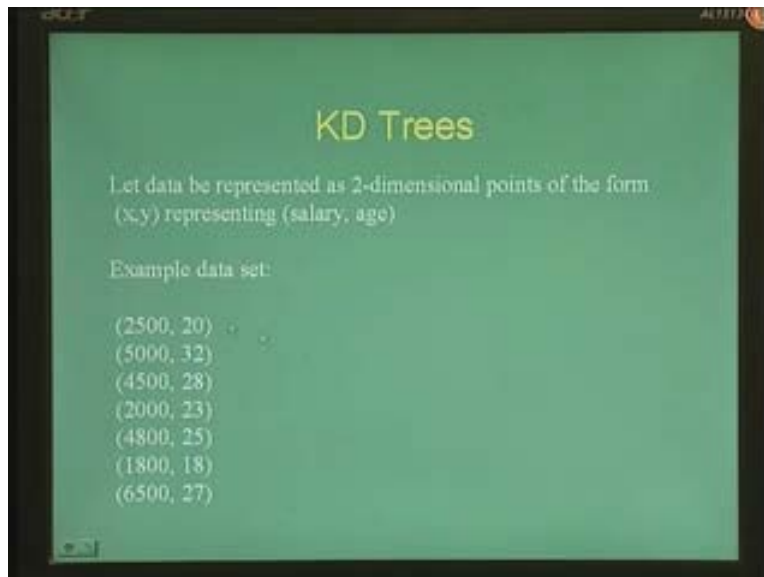 acer
KD Trees
Let data be represented as 2-dimensional points of the form
(x,y) representing (salary, age)
Example data set:
(2500, 20)
(5000, 32)
(4500, 28)
(2000, 23)
(4800, 25)
(1800, 18)
(6500, 27)